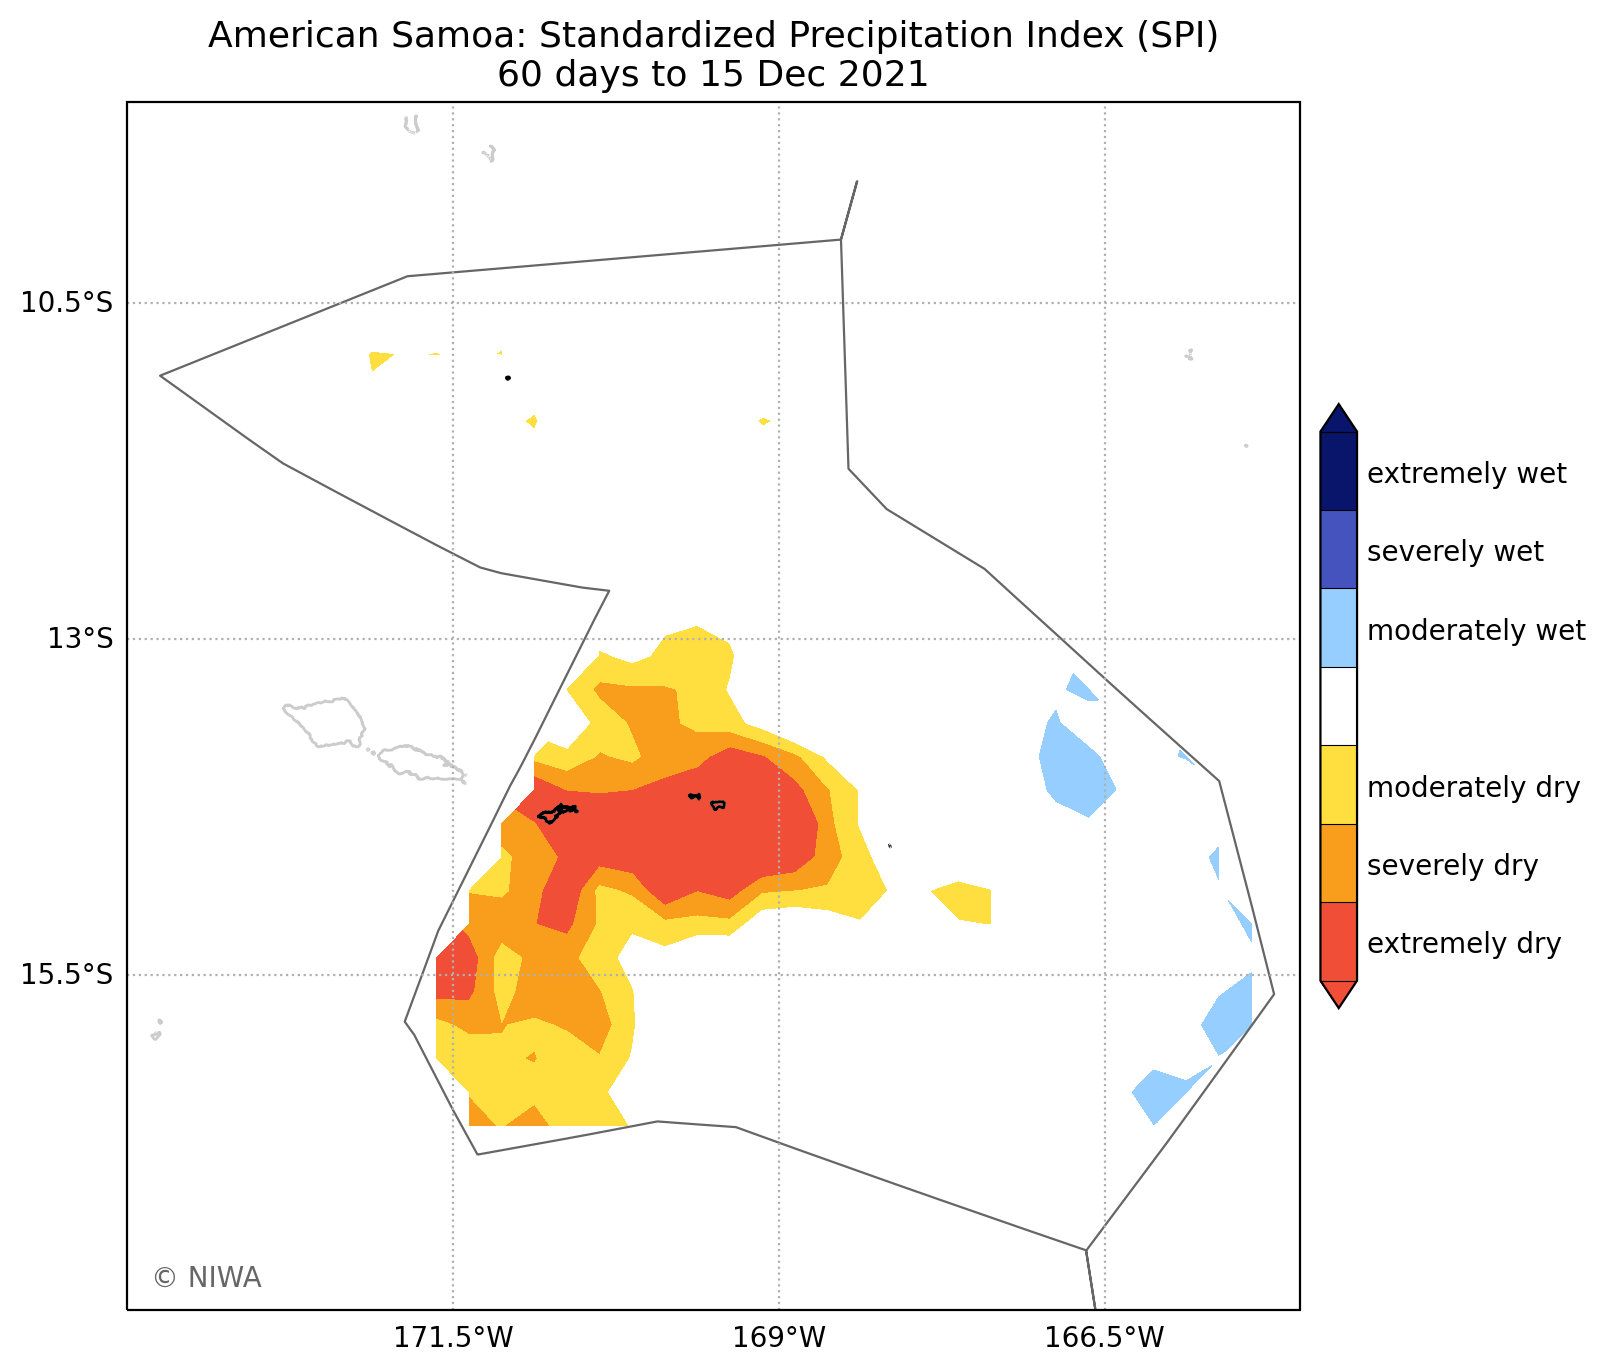 American Samoa: Standardized Precipitation Index (SPI)
60 days to 15 Dec 2021
10.5°S
13°S
15.5°S
171.5°W
169°W
166.5°W
extremely wet
severely wet
moderately wet
moderately dry
severely dry
extremely dry
© NIWA